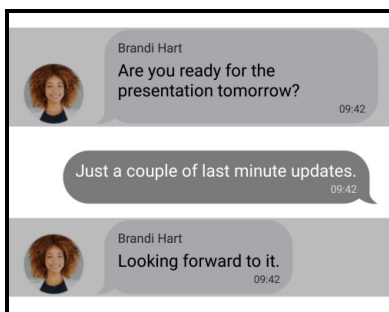 Brandi Hart
Are you ready for the
presentation tomorrow?
09:42
Just a couple of last minute updates.
09:42
Brandi Hart
Looking forward to it.
09:42